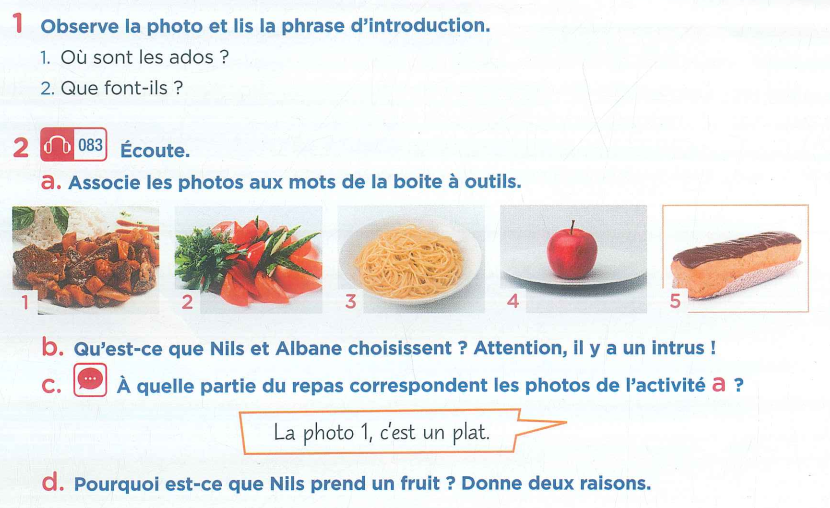 1 Observe la photo et lis la phrase d'introduction.
1. Où sont les ados ?
2. Que font-ils ?
2 083 Écoute.
a. Associe les photos aux mots de la boite à outils.
1 2 3 4 5
b. Qu'est-ce que Nils et Albane choisissent ? Attention, il y a un intrus !
c. À quelle partie du repas correspondent les photos de l'activité a ?
La photo 1, c'est un plat.
d. Pourquoi est-ce que Nils prend un fruit ? Donne deux raisons.